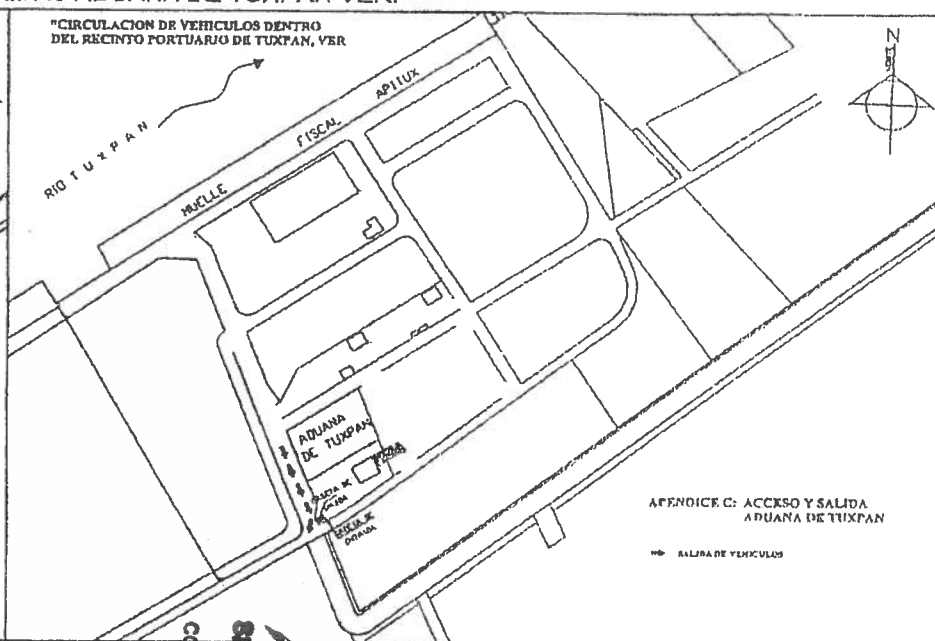 "CIRCULACION DE VEHICULOS DENTRO
DEL RECINTO PORTUARIO DE TUXPAN, VER
N
RIO TUXPAN
MUELLE FISCAL APITUX
ADUANA
DE TUXPAN
APENDICE C: ACCESO Y SALIDA
ADUANA DE TUXPAN
SALIDA DE VEHICULOS